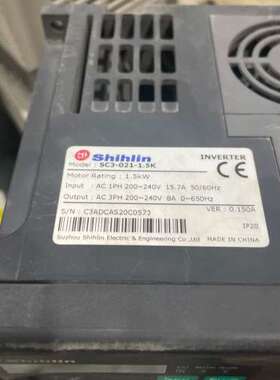 Shihlin INVERTER
Model : SC3-021-1.5K
Motor Rating : 1.5kW CE
Input : AC 1PH 200~240V 15.7A 50/60Hz
Output : AC 3PH 200~240V 8A 0~650Hz
S/N : C3ADCAS20C0571 VER : 0.150A
IP20
Suzhou Shihlin Electric & Engineering Co.,Ltd MADE IN CHINA